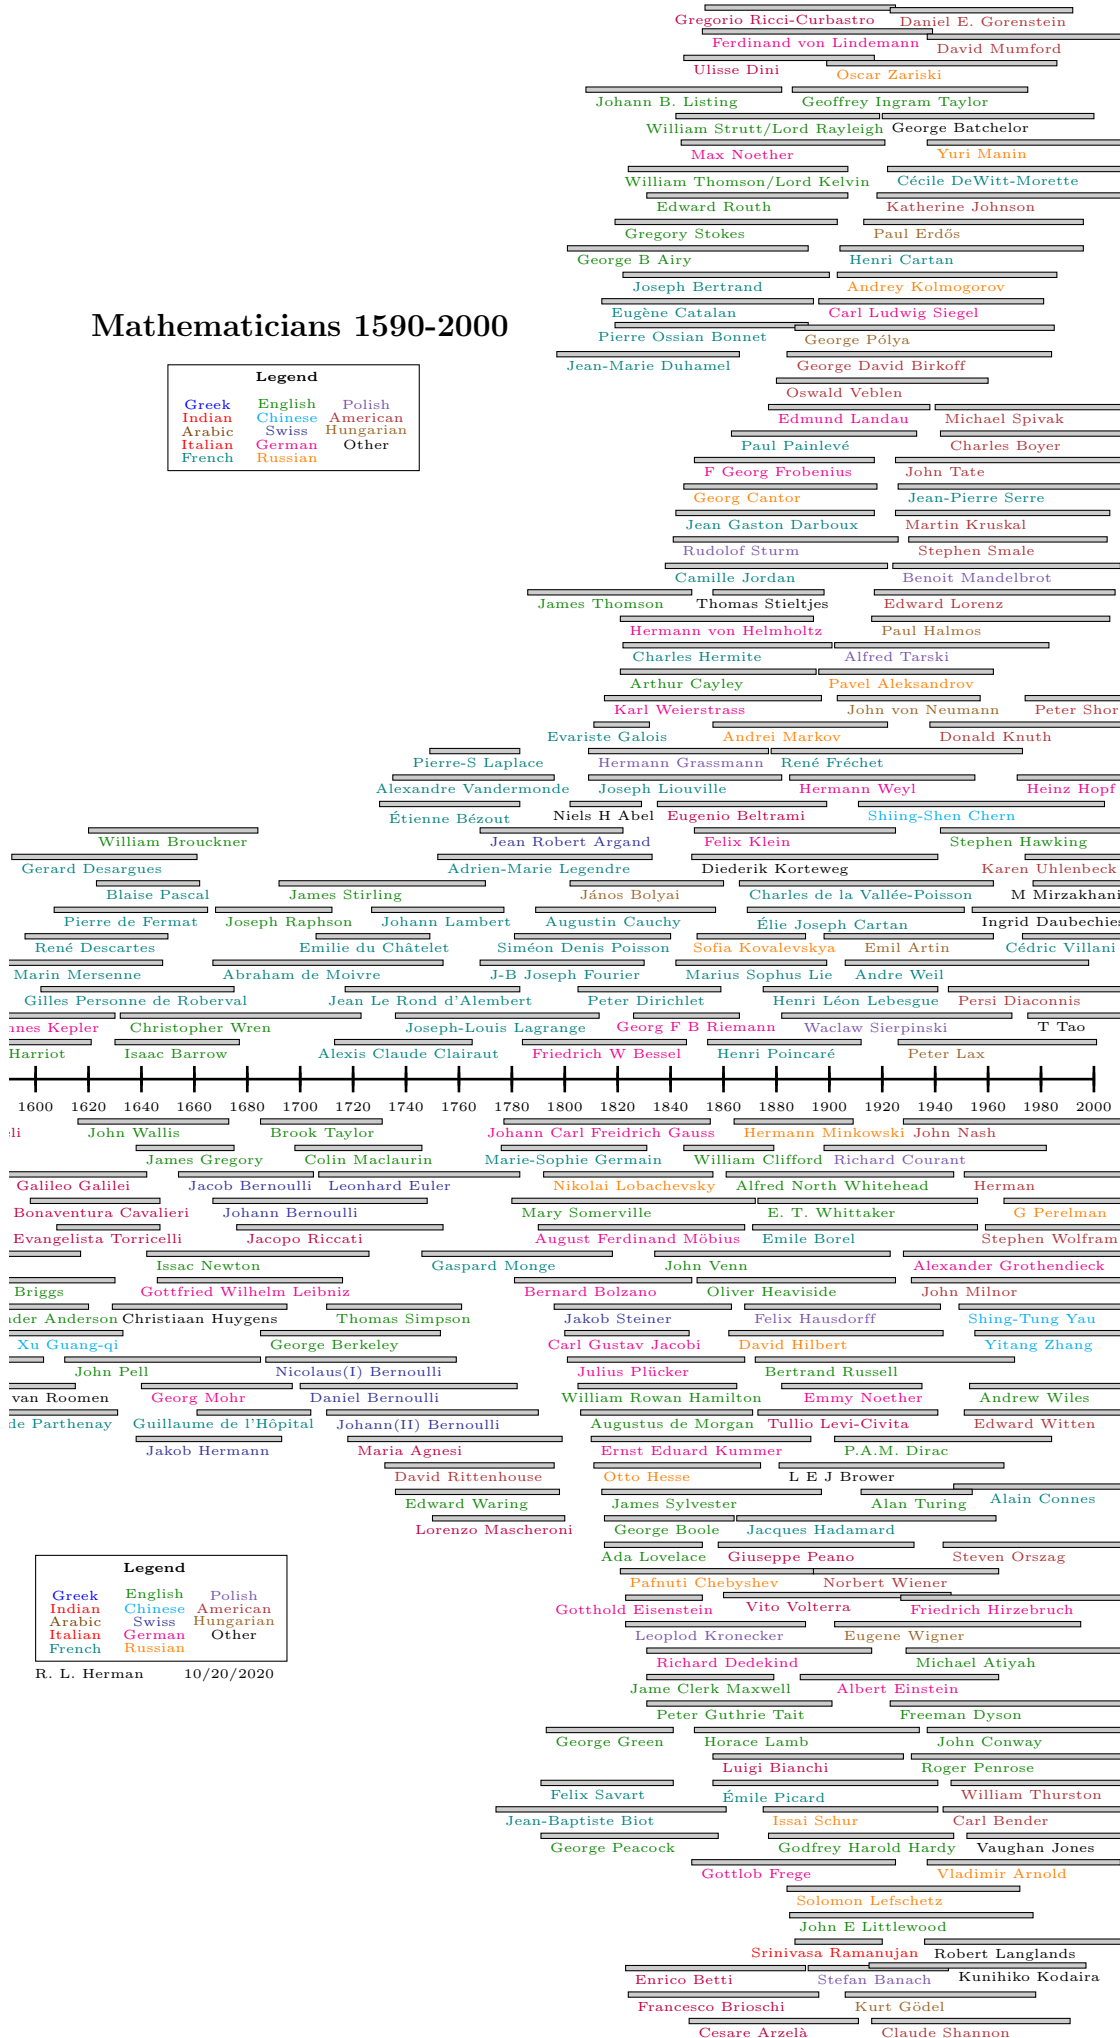 Gregorio Ricci-Curbastro Daniel E. Gorenstein
Ferdinand von Lindemann David Mumford
Ulisse Dini Oscar Zariski
Johann B. Listing Geoffrey Ingram Taylor
William Strutt/Lord Rayleigh George Batchelor
Max Noether Yuri Manin
William Thomson/Lord Kelvin Cécile DeWitt-Morette
Edward Routh Katherine Johnson
Gregory Stokes Paul Erdős
George B Airy Henri Cartan
Joseph Bertrand Andrey Kolmogorov
Eugène Catalan Carl Ludwig Siegel
Mathematicians 1590-2000
Pierre Ossian Bonnet George Pólya
Jean-Marie Duhamel George David Birkoff
Legend
Greek English Polish
Indian Chinese American
Arabic Swiss Hungarian
Italian German Other
French Russian
Oswald Veblen
Edmund Landau Michael Spivak
Paul Painlevé Charles Boyer
F Georg Frobenius John Tate
Georg Cantor Jean-Pierre Serre
Jean Gaston Darboux Martin Kruskal
Rudolof Sturm Stephen Smale
Camille Jordan Benoit Mandelbrot
James Thomson Thomas Stieltjes Edward Lorenz
Hermann von Helmholtz Paul Halmos
Charles Hermite Alfred Tarski
Arthur Cayley Pavel Aleksandrov
Karl Weierstrass John von Neumann Peter Shor
Evariste Galois Andrei Markov Donald Knuth
Pierre-S Laplace Hermann Grassmann René Fréchet
Alexandre Vandermonde Joseph Liouville Hermann Weyl Heinz Hopf
Étienne Bézout Niels H Abel Eugenio Beltrami Shiing-Shen Chern
William Brouckner Jean Robert Argand Felix Klein Stephen Hawking
Gerard Desargues Adrien-Marie Legendre Diederik Korteweg Karen Uhlenbeck
Blaise Pascal James Stirling János Bolyai Charles de la Vallée-Poisson M Mirzakhani
Pierre de Fermat Joseph Raphson Johann Lambert Augustin Cauchy Élie Joseph Cartan Ingrid Daubechies
René Descartes Emilie du Châtelet Siméon Denis Poisson Sofia Kovalevskya Emil Artin Cédric Villani
Marin Mersenne Abraham de Moivre J-B Joseph Fourier Marius Sophus Lie Andre Weil
Gilles Personne de Roberval Jean Le Rond d'Alembert Peter Dirichlet Henri Léon Lebesgue Persi Diaconnis
nnes Kepler Christopher Wren Joseph-Louis Lagrange Georg F B Riemann Waclaw Sierpinski T Tao
Harriot Isaac Barrow Alexis Claude Clairaut Friedrich W Bessel Henri Poincaré Peter Lax
1600 1620 1640 1660 1680 1700 1720 1740 1760 1780 1800 1820 1840 1860 1880 1900 1920 1940 1960 1980 2000
eli John Wallis Brook Taylor Johann Carl Freidrich Gauss Hermann Minkowski John Nash
James Gregory Colin Maclaurin Marie-Sophie Germain William Clifford Richard Courant
Galileo Galilei Jacob Bernoulli Leonhard Euler Nikolai Lobachevsky Alfred North Whitehead Herman
Bonaventura Cavalieri Johann Bernoulli Mary Somerville E. T. Whittaker G Perelman
Evangelista Torricelli Jacopo Riccati August Ferdinand Möbius Emile Borel Stephen Wolfram
Issac Newton Gaspard Monge John Venn Alexander Grothendieck
Briggs Gottfried Wilhelm Leibniz Bernard Bolzano Oliver Heaviside John Milnor
nder Anderson Christiaan Huygens Thomas Simpson Jakob Steiner Felix Hausdorff Shing-Tung Yau
Xu Guang-qi George Berkeley Carl Gustav Jacobi David Hilbert Yitang Zhang
John Pell Nicolaus(I) Bernoulli Julius Plücker Bertrand Russell
van Roomen Georg Mohr Daniel Bernoulli William Rowan Hamilton Emmy Noether Andrew Wiles
de Parthenay Guillaume de l'Hôpital Johann(II) Bernoulli Augustus de Morgan Tullio Levi-Civita Edward Witten
Jakob Hermann Maria Agnesi Ernst Eduard Kummer P.A.M. Dirac
David Rittenhouse Otto Hesse L E J Brower
Edward Waring James Sylvester Alan Turing Alain Connes
Lorenzo Mascheroni George Boole Jacques Hadamard
Ada Lovelace Giuseppe Peano Steven Orszag
Legend
Pafnuti Chebyshev Norbert Wiener
Greek English Polish
Indian Chinese American
Arabic Swiss Hungarian
Italian German Other
French Russian
Gotthold Eisenstein Vito Volterra Friedrich Hirzebruch
Leoplod Kronecker Eugene Wigner
Richard Dedekind Michael Atiyah
R. L. Herman 10/20/2020
Jame Clerk Maxwell Albert Einstein
Peter Guthrie Tait Freeman Dyson
George Green Horace Lamb John Conway
Luigi Bianchi Roger Penrose
Felix Savart Émile Picard William Thurston
Jean-Baptiste Biot Issai Schur Carl Bender
George Peacock Godfrey Harold Hardy Vaughan Jones
Gottlob Frege Vladimir Arnold
Solomon Lefschetz
John E Littlewood
Srinivasa Ramanujan Robert Langlands
Enrico Betti Stefan Banach Kunihiko Kodaira
Francesco Brioschi Kurt Gödel
Cesare Arzelà Claude Shannon